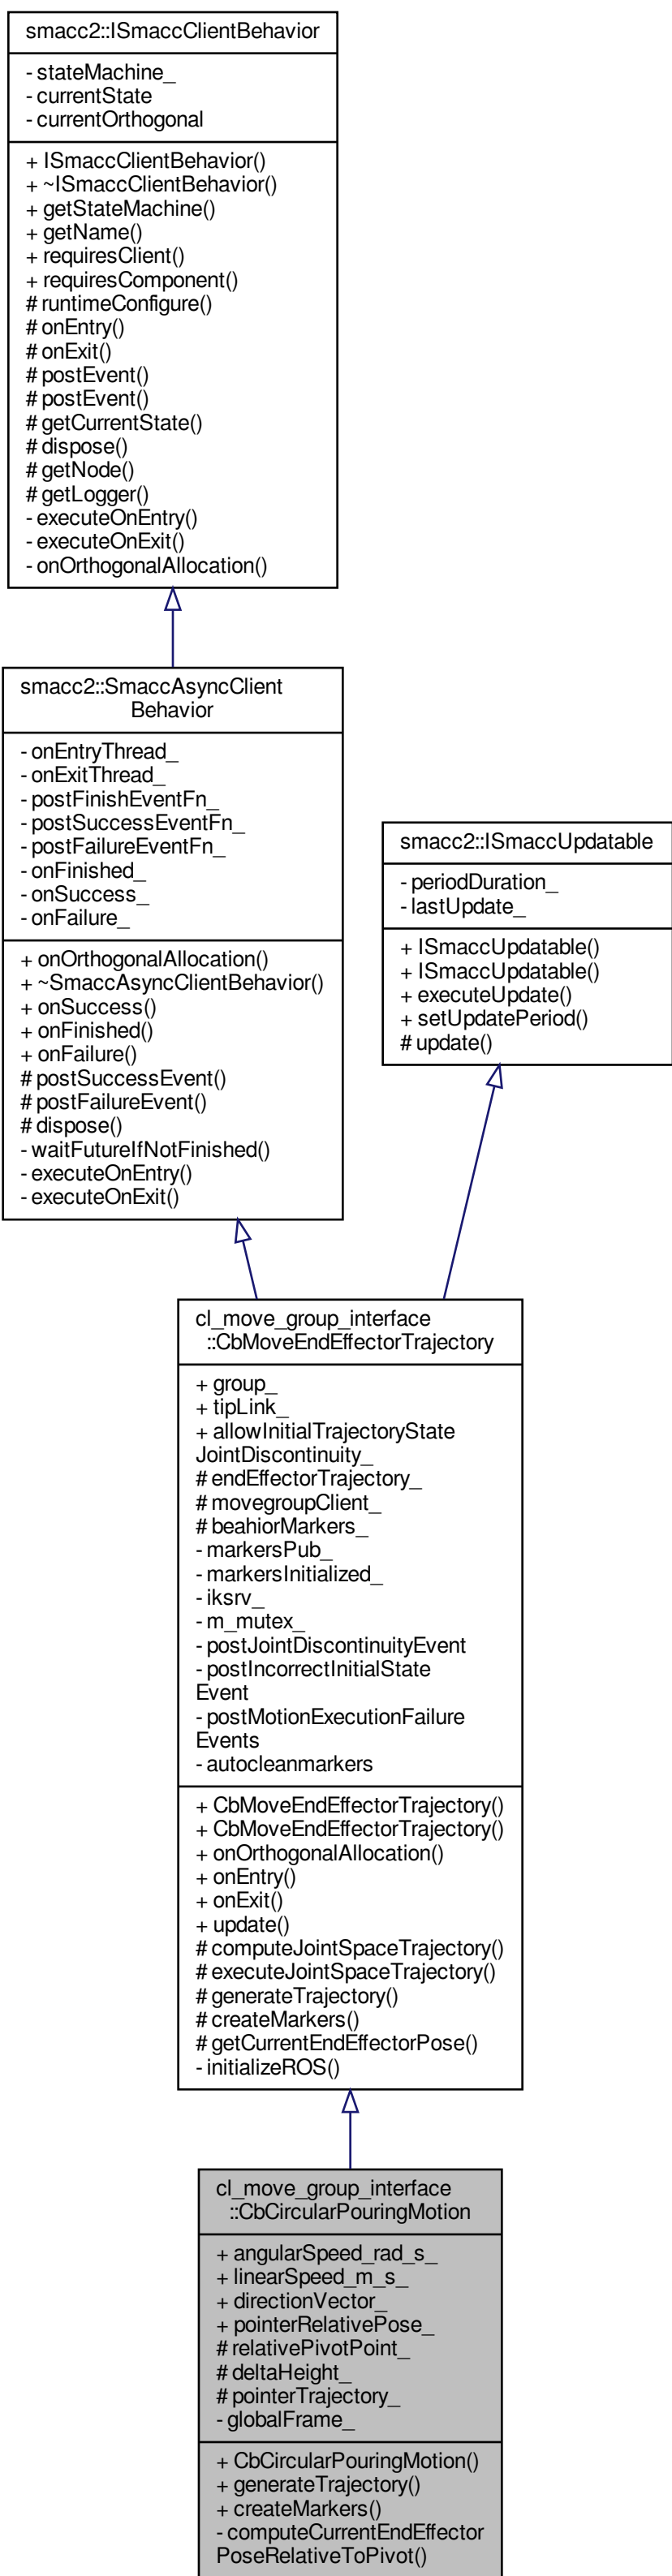 smacc2::ISmaccClientBehavior
- stateMachine_
- currentState
- currentOrthogonal
+ ISmaccClientBehavior()
+ ~ISmaccClientBehavior()
+ getStateMachine()
+ getName()
+ requiresClient()
+ requiresComponent()
# runtimeConfigure()
# onEntry()
# onExit()
# postEvent()
# postEvent()
# getCurrentState()
# dispose()
# getNode()
# getLogger()
- executeOnEntry()
- executeOnExit()
- onOrthogonalAllocation()
smacc2::SmaccAsyncClient
Behavior
- onEntryThread_
- onExitThread_
- postFinishEventFn_
- postSuccessEventFn_
- postFailureEventFn_
- onFinished_
- onSuccess_
- onFailure_
+ onOrthogonalAllocation()
+ ~SmaccAsyncClientBehavior()
+ onSuccess()
+ onFinished()
+ onFailure()
# postSuccessEvent()
# postFailureEvent()
# dispose()
- waitFutureIfNotFinished()
- executeOnEntry()
- executeOnExit()
smacc2::ISmaccUpdatable
- periodDuration_
- lastUpdate_
+ ISmaccUpdatable()
+ ISmaccUpdatable()
+ executeUpdate()
+ setUpdatePeriod()
# update()
cl_move_group_interface
::CbMoveEndEffectorTrajectory
+ group_
+ tipLink_
+ allowInitialTrajectoryState
JointDiscontinuity_
# endEffectorTrajectory_
# movegroupClient_
# beahiorMarkers_
- markersPub_
- markersInitialized_
- iksrv_
- m_mutex_
- postJointDiscontinuityEvent
- postIncorrectInitialState
Event
- postMotionExecutionFailure
Events
- autocleanmarkers
+ CbMoveEndEffectorTrajectory()
+ CbMoveEndEffectorTrajectory()
+ onOrthogonalAllocation()
+ onEntry()
+ onExit()
+ update()
# computeJointSpaceTrajectory()
# executeJointSpaceTrajectory()
# generateTrajectory()
# createMarkers()
# getCurrentEndEffectorPose()
- initializeROS()
cl_move_group_interface
::CbCircularPouringMotion
+ angularSpeed_rad_s_
+ linearSpeed_m_s_
+ directionVector_
+ pointerRelativePose_
# relativePivotPoint_
# deltaHeight_
# pointerTrajectory_
- globalFrame_
+ CbCircularPouringMotion()
+ generateTrajectory()
+ createMarkers()
- computeCurrentEndEffector
PoseRelativeToPivot()